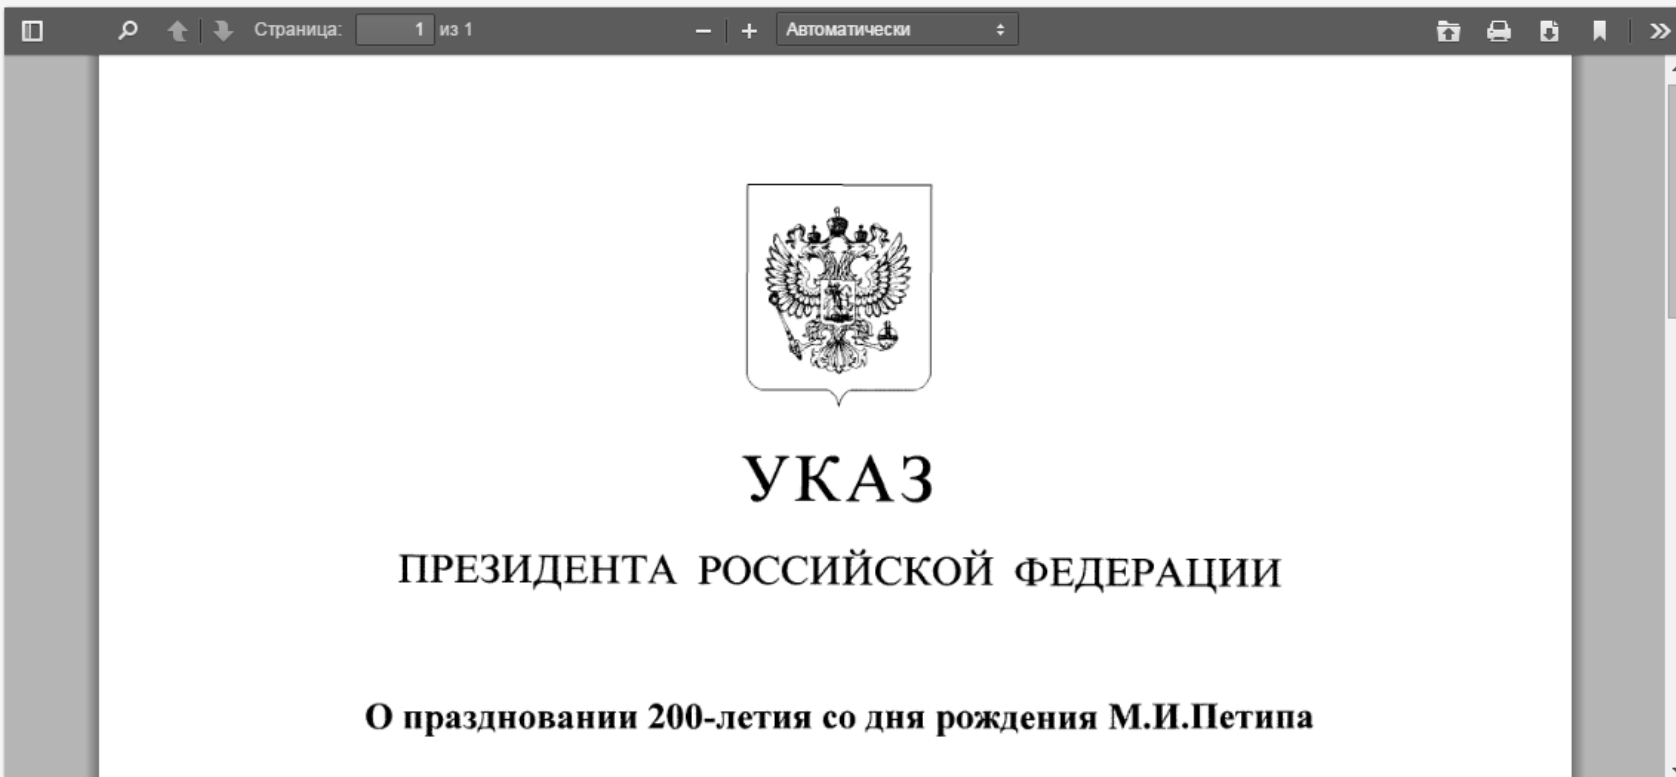 Страница: 1 из 1 Автоматически
УКАЗ
ПРЕЗИДЕНТА РОССИЙСКОЙ ФЕДЕРАЦИИ
О праздновании 200-летия со дня рождения М.И.Петипа